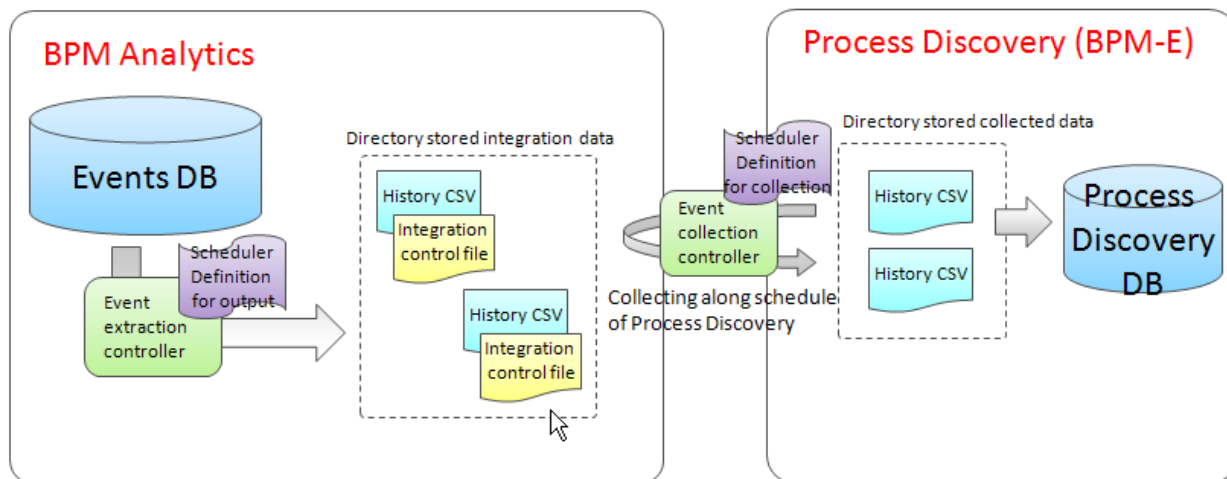 BPM Analytics
Events DB
Scheduler
Definition
for output
Event
extraction
controller
Directory stored integration data
History CSV
Integration
control file
History CSV
Integration
control file
Scheduler
Definition
for collection
Event
collection
controller
Collecting along schedule
of Process Discovery
Process Discovery (BPM-E)
Directory stored collected data
History CSV
History CSV
Process
Discovery
DB